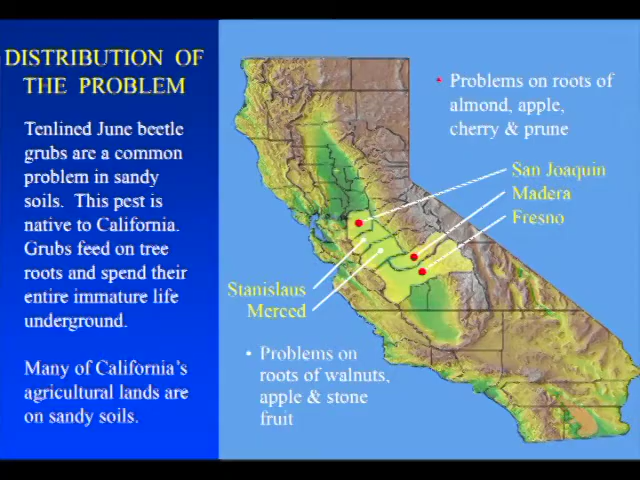 DISTRIBUTION OF
THE PROBLEM
Tenlined June beetle
grubs are a common
problem in sandy
soils. This pest is
native to California.
Grubs feed on tree
roots and spend their
entire immature life
underground.
Many of California's
agricultural lands are
on sandy soils.
• Problems on roots of
almond, apple,
cherry & prune
San Joaquin
Madera
Fresno
Stanislaus
Merced
• Problems on
roots of walnuts,
apple & stone
fruit